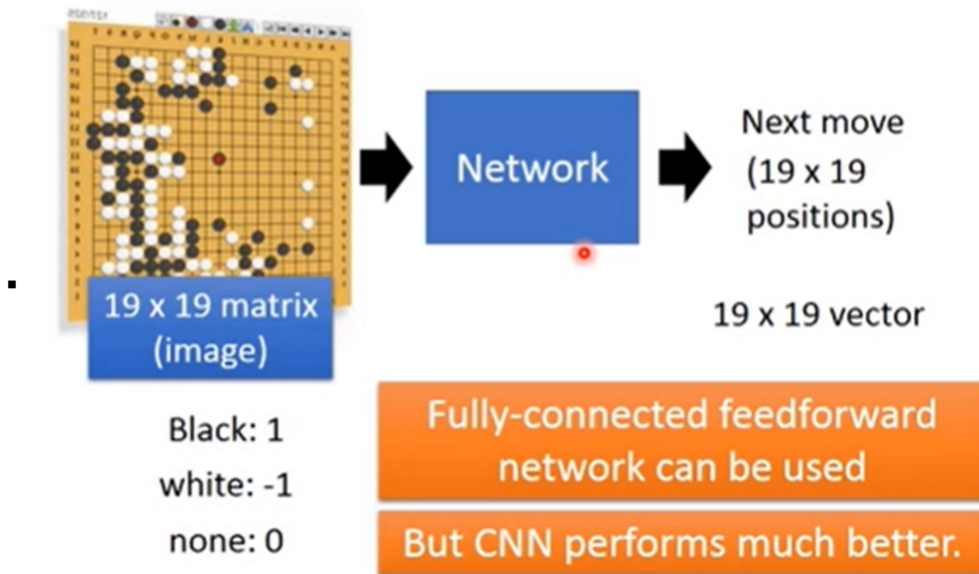 Network
Next move
(19 x 19
positions)
19 x 19 matrix
(image)
19 x 19 vector
Black: 1
white: -1
none: 0
Fully-connected feedforward
network can be used
But CNN performs much better.